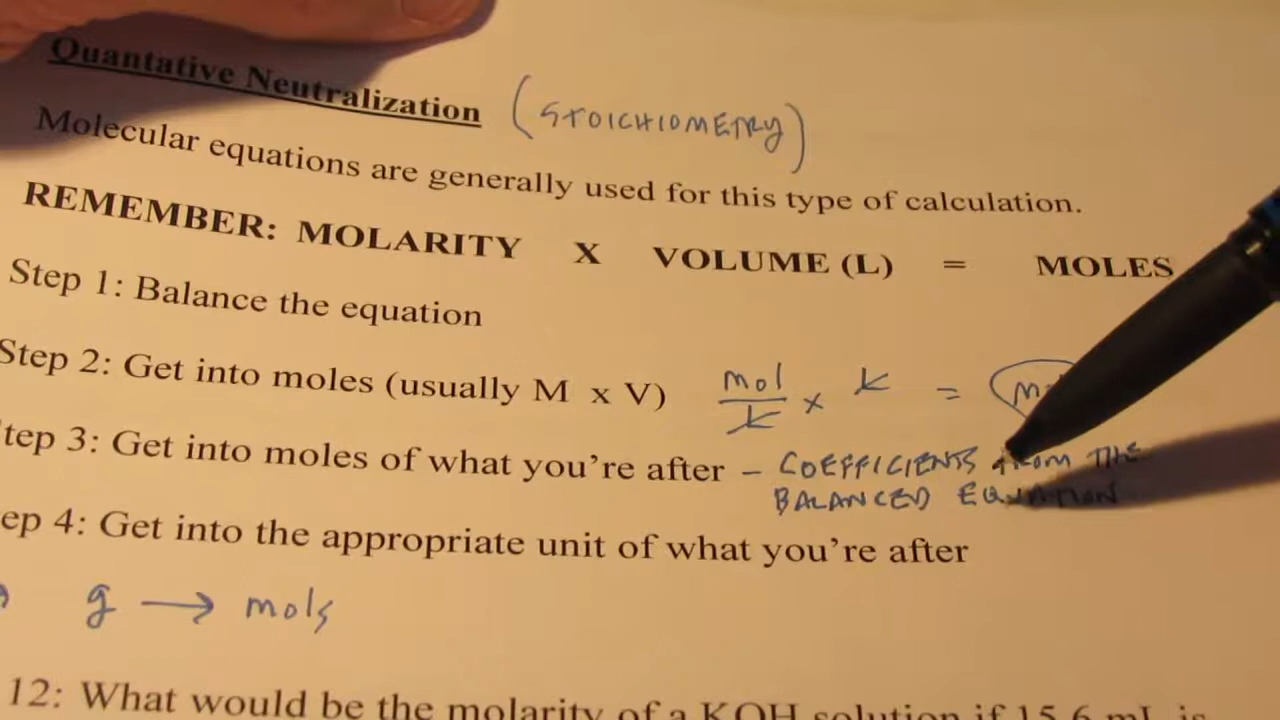 Quantative Neutralization (STOICHIOMETRY)
Molecular equations are generally used for this type of calculation.
REMEMBER: MOLARITY X VOLUME (L) = MOLES
Step 1: Balance the equation
Step 2: Get into moles (usually M x V) mol/L x L =
tep 3: Get into moles of what you're after - COEFFICIENTS FROM THE
BALANCED EQUATION
ep 4: Get into the appropriate unit of what you're after
g → mols
12: What would be the molarity of a KOH solution if 15.6 mL is